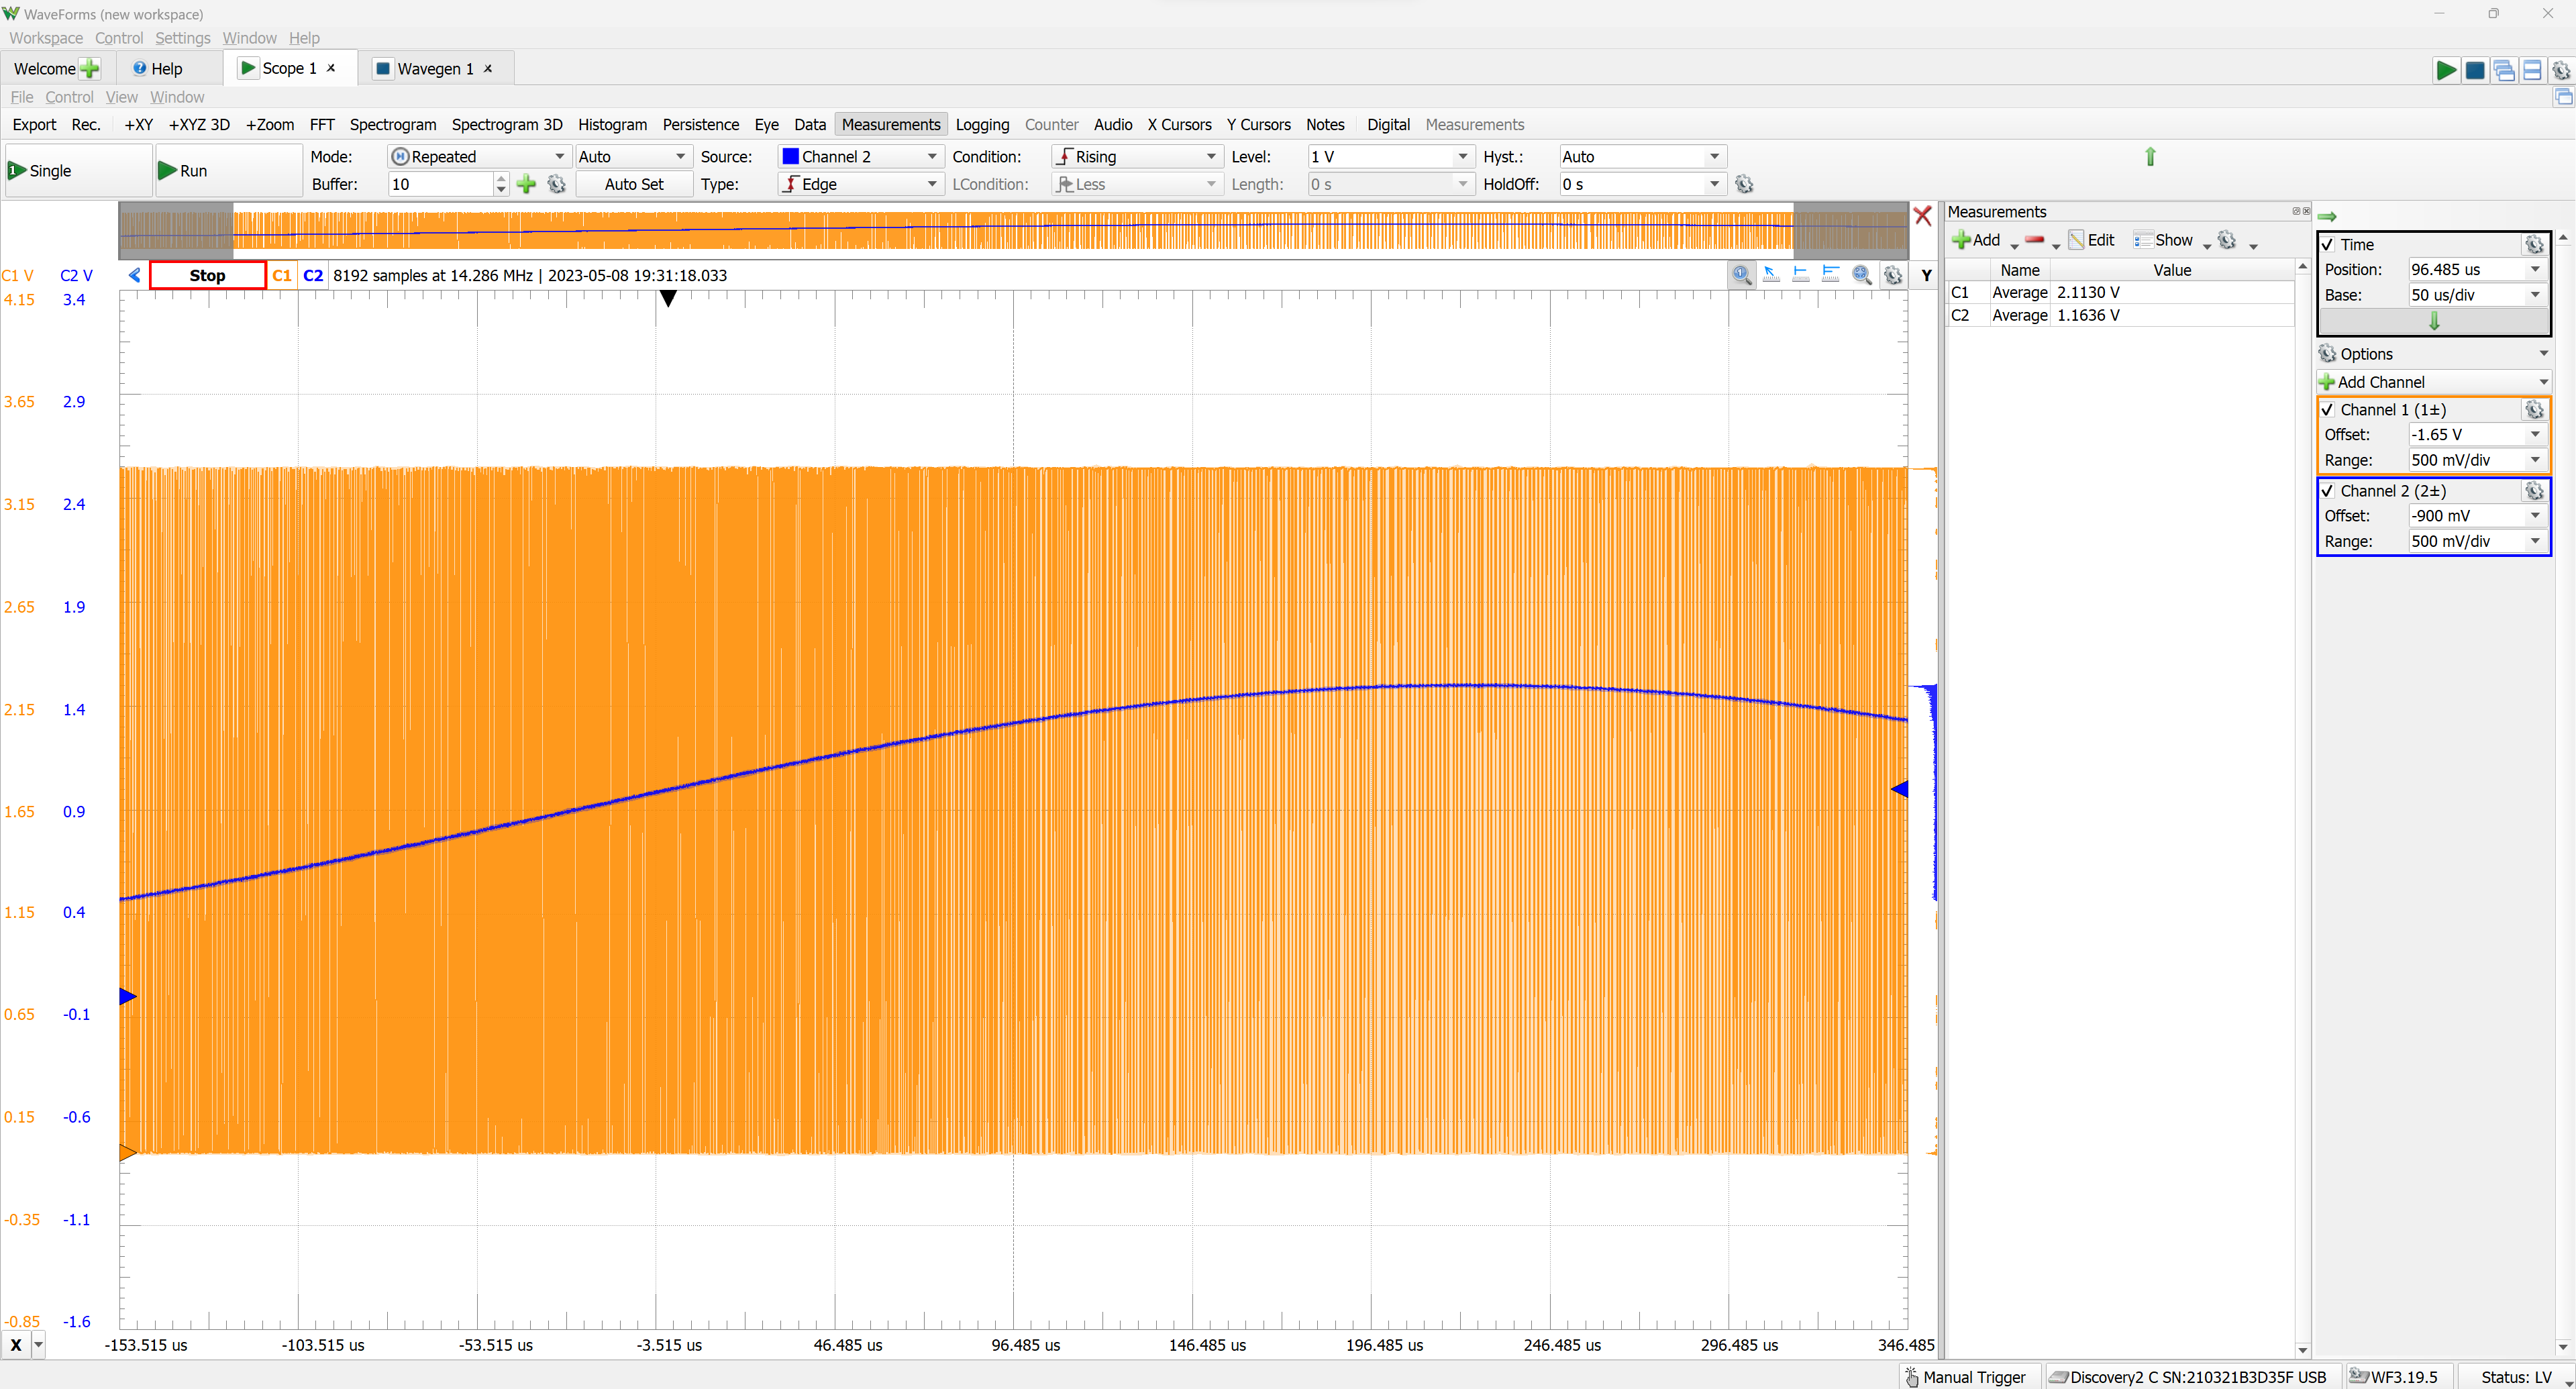 WaveForms (new workspace)
Workspace Control Settings Window Help
Welcome Help Scope 1 Wavegen 1
File Control View Window
Export Rec. +XY +XYZ 3D +Zoom FFT Spectrogram Spectrogram 3D Histogram Persistence Eye Data Measurements Logging Counter Audio X Cursors Y Cursors Notes Digital Measurements
1 Single Run Mode: Repeated Auto Source: Channel 2 Condition: Rising Level: 1 V Hyst.: Auto
Buffer: 10 Auto Set Type: Edge LCondition: Less Length: 0 s HoldOff: 0 s
C1 V C2 V Stop C1 C2 8192 samples at 14.286 MHz | 2023-05-08 19:31:18.033 Y
4.15 3.4
3.65 2.9
3.15 2.4
2.65 1.9
2.15 1.4
1.65 0.9
1.15 0.4
0.65 -0.1
0.15 -0.6
-0.35 -1.1
-0.85 -1.6
X -153.515 us -103.515 us -53.515 us -3.515 us 46.485 us 96.485 us 146.485 us 196.485 us 246.485 us 296.485 us 346.485
Measurements
Add Edit Show
Name Value
C1 Average 2.1130 V
C2 Average 1.1636 V
Time
Position: 96.485 us
Base: 50 us/div
Options
Add Channel
Channel 1 (1±)
Offset: -1.65 V
Range: 500 mV/div
Channel 2 (2±)
Offset: -900 mV
Range: 500 mV/div
Manual Trigger Discovery2 C SN:210321B3D35F USB WF3.19.5 Status: LV